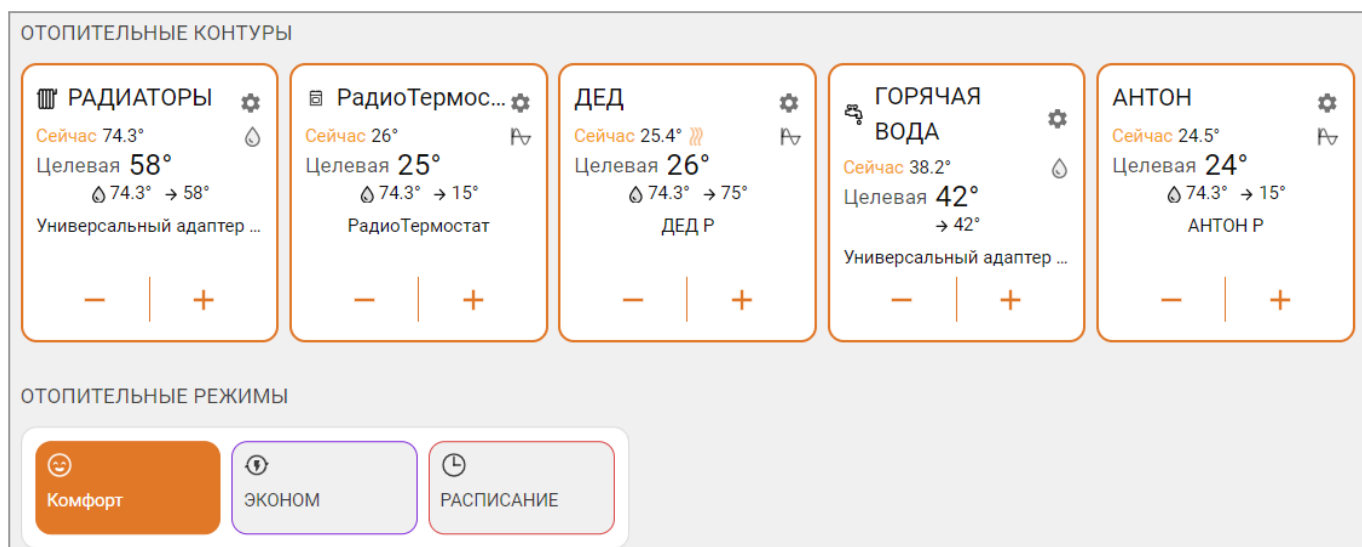 ОТОПИТЕЛЬНЫЕ КОНТУРЫ
РАДИАТОРЫ
Сейчас 74.3°
Целевая 58°
74.3° → 58°
Универсальный адаптер ...
− +
РадиоТермос...
Сейчас 26°
Целевая 25°
74.3° → 15°
РадиоТермостат
− +
ДЕД
Сейчас 25.4°
Целевая 26°
74.3° → 75°
ДЕД Р
− +
ГОРЯЧАЯ
ВОДА
Сейчас 38.2°
Целевая 42°
→ 42°
Универсальный адаптер ...
− +
АНТОН
Сейчас 24.5°
Целевая 24°
74.3° → 15°
АНТОН Р
− +
ОТОПИТЕЛЬНЫЕ РЕЖИМЫ
Комфорт
ЭКОНОМ
РАСПИСАНИЕ